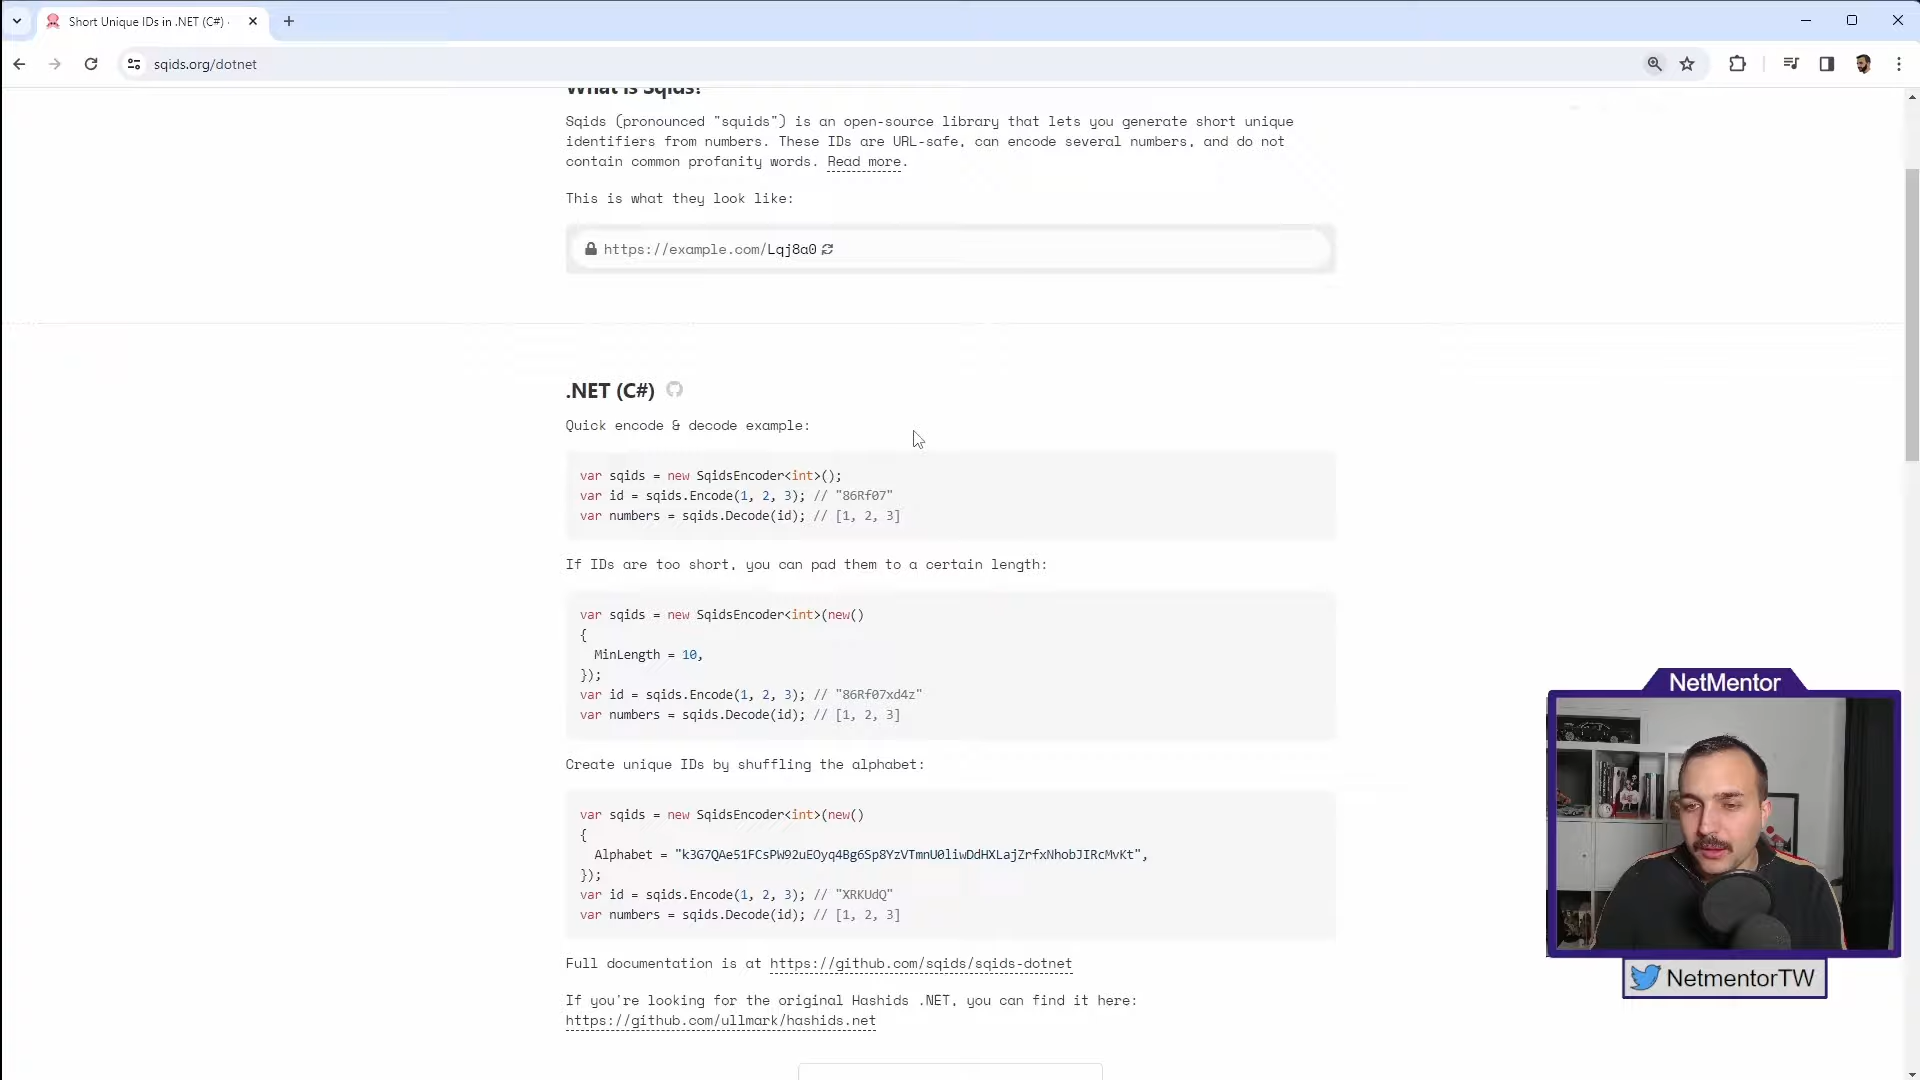 Short Unique IDs in .NET (C#) ·
sqids.org/dotnet
What is Sqids?
Sqids (pronounced "squids") is an open-source library that lets you generate short unique
identifiers from numbers. These IDs are URL-safe, can encode several numbers, and do not
contain common profanity words. Read more.
This is what they look like:
https://example.com/Lqj8a0
.NET (C#)
Quick encode & decode example:
var sqids = new SqidsEncoder<int>();
var id = sqids.Encode(1, 2, 3); // "86Rf07"
var numbers = sqids.Decode(id); // [1, 2, 3]
If IDs are too short, you can pad them to a certain length:
var sqids = new SqidsEncoder<int>(new()
{
MinLength = 10,
});
var id = sqids.Encode(1, 2, 3); // "86Rf07xd4z"
var numbers = sqids.Decode(id); // [1, 2, 3]
Create unique IDs by shuffling the alphabet:
var sqids = new SqidsEncoder<int>(new()
{
Alphabet = "k3G7QAe51FCsPW92uEOyq4Bg6Sp8YzVTmnU0liwDdHXLajZrfxNhobJIRcMvKt",
});
var id = sqids.Encode(1, 2, 3); // "XRKUdQ"
var numbers = sqids.Decode(id); // [1, 2, 3]
Full documentation is at https://github.com/sqids/sqids-dotnet
If you're looking for the original Hashids .NET, you can find it here:
https://github.com/ullmark/hashids.net
NetMentor
NetmentorTW